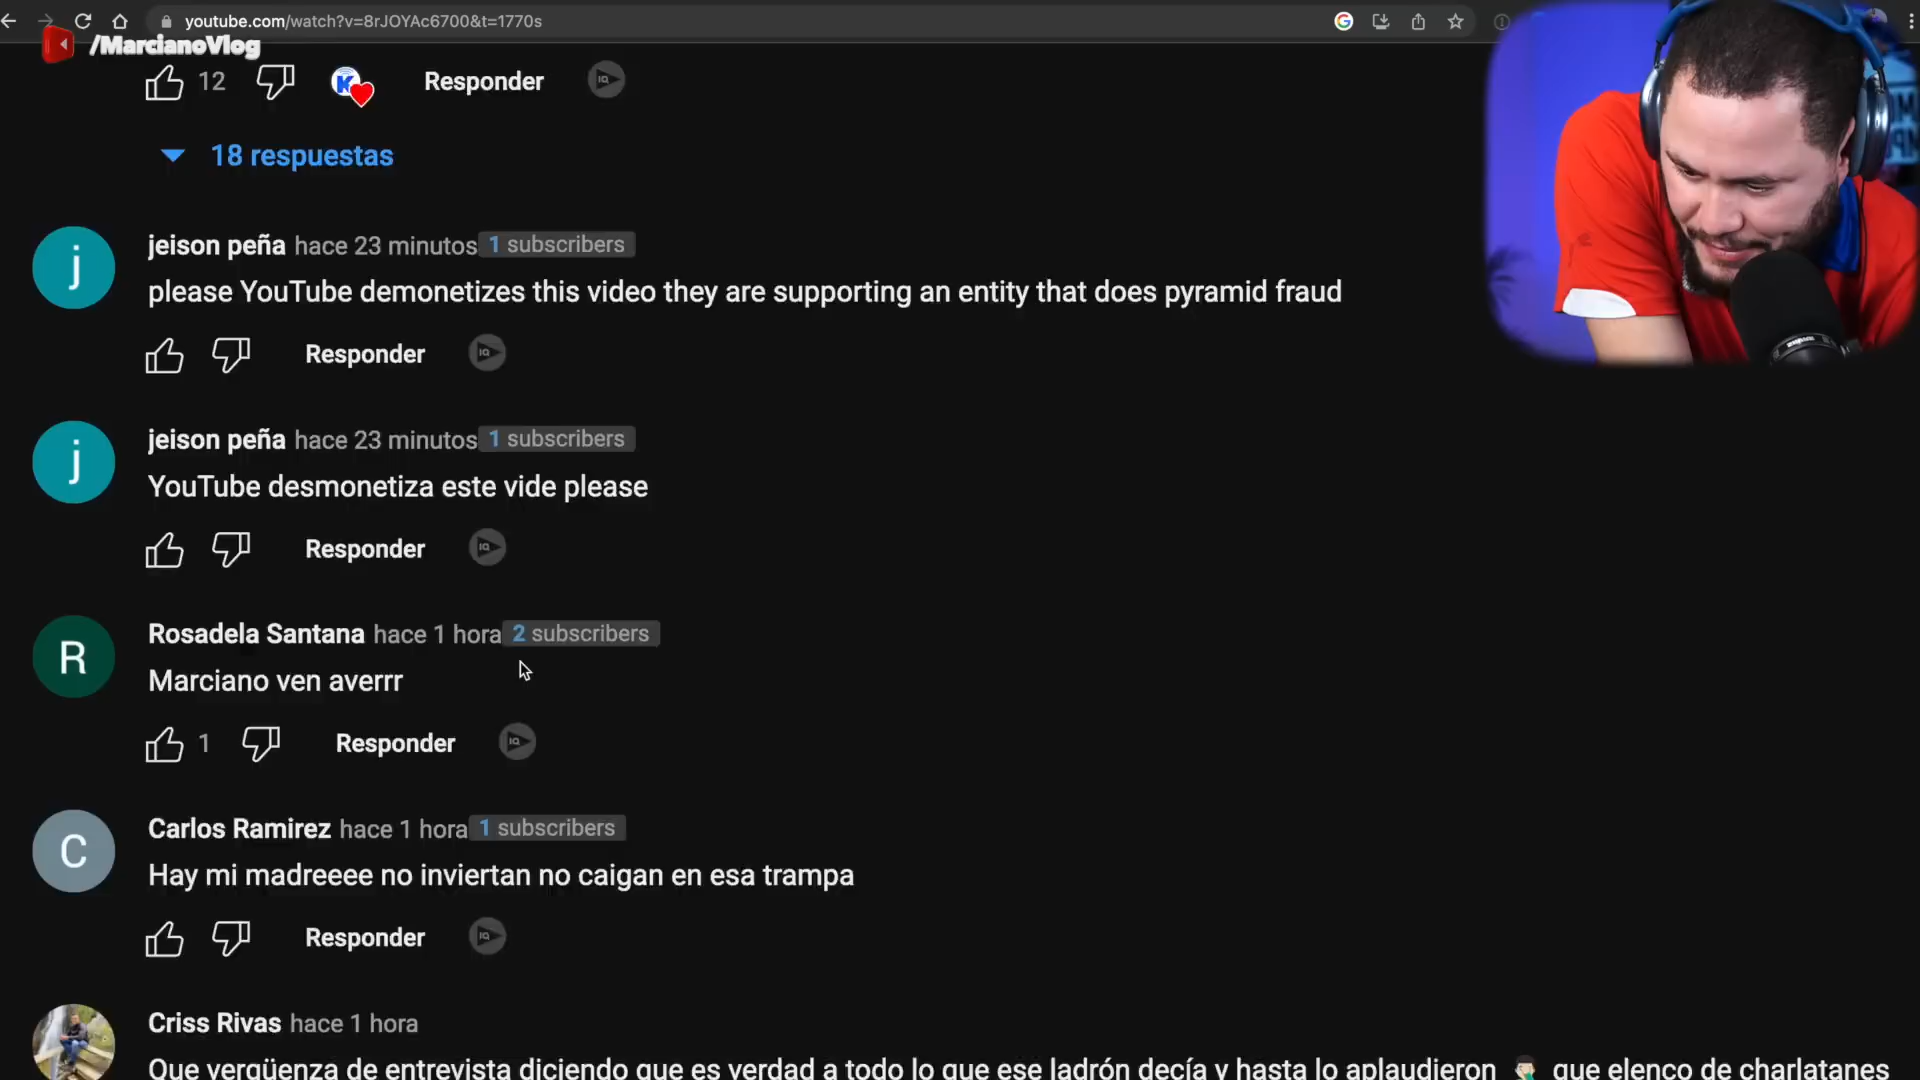 youtube.com/watch?v=8rJOYAc6700&t=1770s
/MarcianoVlog
12 K Responder
18 respuestas
j jeison peña hace 23 minutos 1 subscribers
please YouTube demonetizes this video they are supporting an entity that does pyramid fraud
Responder
j jeison peña hace 23 minutos 1 subscribers
YouTube desmonetiza este vide please
Responder
R Rosadela Santana hace 1 hora 2 subscribers
Marciano ven averrr
1 Responder
C Carlos Ramirez hace 1 hora 1 subscribers
Hay mi madreeee no inviertan no caigan en esa trampa
Responder
Criss Rivas hace 1 hora
Que vergüenza de entrevista diciendo que es verdad a todo lo que ese ladrón decía y hasta lo aplaudieron 🤦🏻‍♂️ que elenco de charlatanes